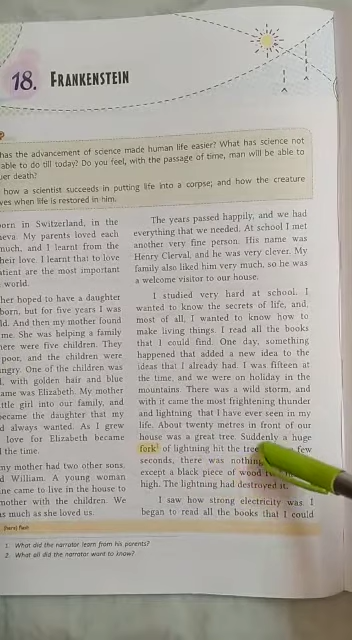 18. FRANKENSTEIN
has the advancement of science made human life easier? What has science not
able to do till today? Do you feel, with the passage of time, man will be able to
uer death?
how a scientist succeeds in putting life into a corpse; and how the creature
ves when life is restored in him.
orn in Switzerland, in the
neva. My parents loved each
much, and I learnt from the
heir love. I learnt that to love
atient are the most important
world.
her hoped to have a daughter
born, but for five years I was
ld. And then my mother found
me. She was helping a family
here were five children. They
poor, and the children were
ngry. One of the children was
l, with golden hair and blue
ame was Elizabeth. My mother
ttle girl into our family, and
became the daughter that my
d always wanted. As I grew
love for Elizabeth became
l the time.
my mother had two other sons,
d William. A young woman
ne came to live in the house to
mother with the children. We
s much as she loved us.
The years passed happily, and we had
everything that we needed. At school I met
another very fine person. His name was
Henry Clerval, and he was very clever. My
family also liked him very much, so he was
a welcome visitor to our house.
I studied very hard at school. I
wanted to know the secrets of life, and,
most of all, I wanted to know how to
make living things. I read all the books
that I could find. One day, something
happened that added a new idea to the
ideas that I already had. I was fifteen at
the time, and we were on holiday in the
mountains. There was a wild storm, and
with it came the most frightening thunder
and lightning that I have ever seen in my
life. About twenty metres in front of our
house was a great tree. Suddenly a huge
fork¹ of lightning hit the tree few
seconds, there was nothing
except a black piece of wood
high. The lightning had destroyed it.
I saw how strong electricity was. I
began to read all the books that I could
1. What did the narrator learn from his parents?
2. What all did the narrator want to know?